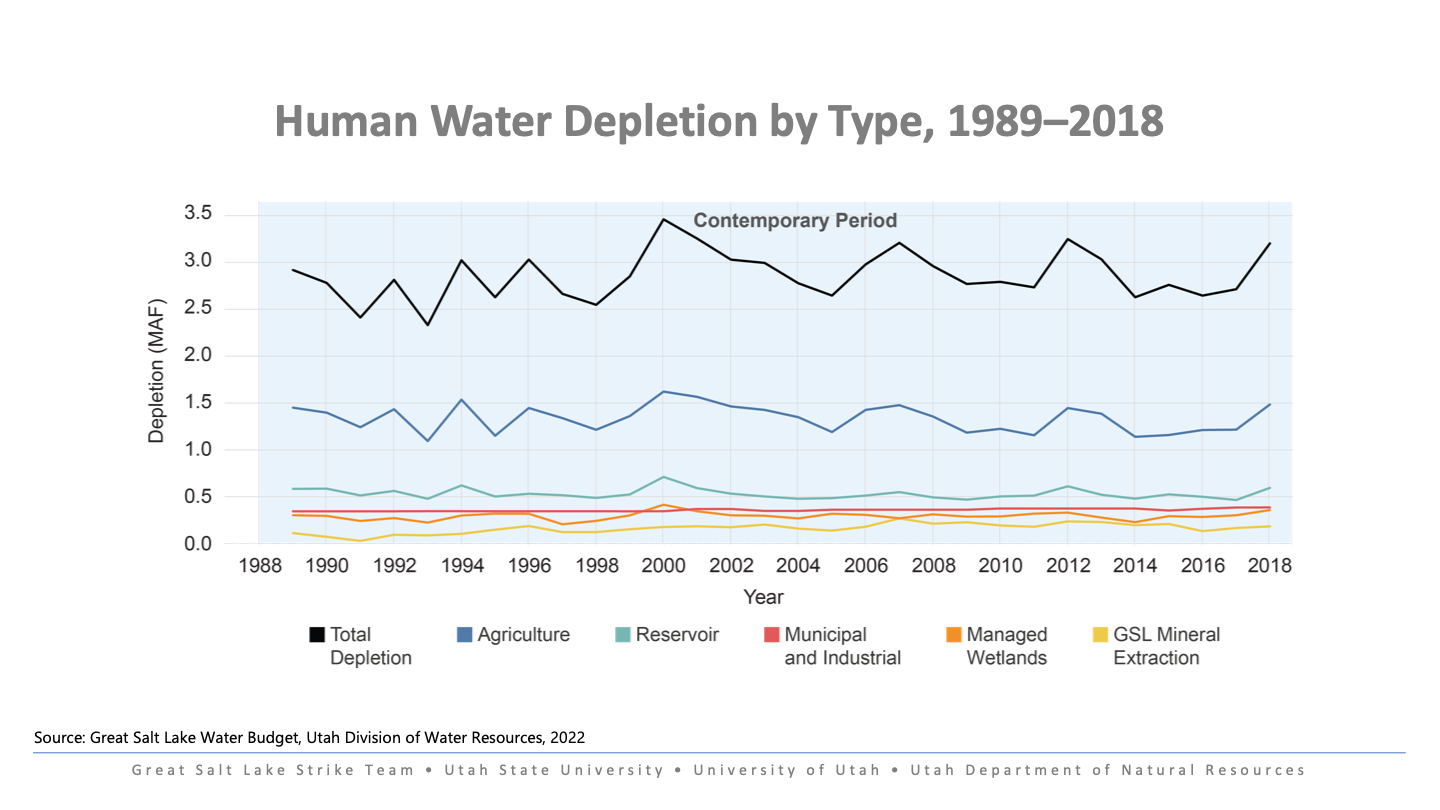 Human Water Depletion by Type, 1989–2018
Contemporary Period
3.5
3.0
2.5
2.0
1.5
1.0
0.5
0.0
Depletion (MAF)
1988 1990 1992 1994 1996 1998 2000 2002 2004 2006 2008 2010 2012 2014 2016 2018
Year
Total Depletion
Agriculture
Reservoir
Municipal and Industrial
Managed Wetlands
GSL Mineral Extraction
Source: Great Salt Lake Water Budget, Utah Division of Water Resources, 2022
Great Salt Lake Strike Team • Utah State University • University of Utah • Utah Department of Natural Resources